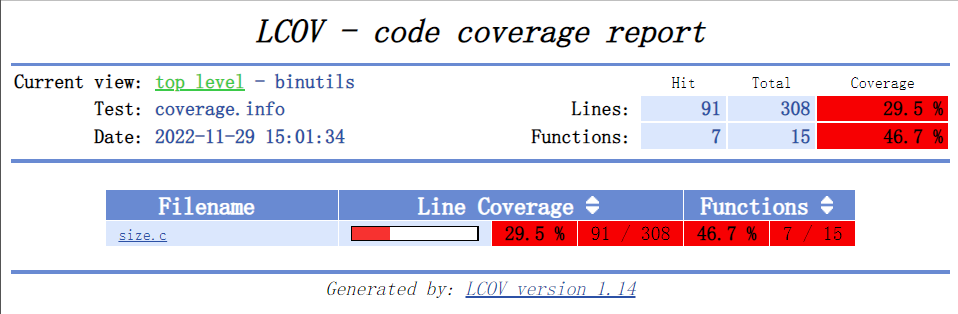 LCOV - code coverage report
Current view: top level - binutils Hit Total Coverage
Test: coverage.info Lines: 91 308 29.5 %
Date: 2022-11-29 15:01:34 Functions: 7 15 46.7 %
Filename Line Coverage Functions
size.c 29.5 % 91 / 308 46.7 % 7 / 15
Generated by: LCOV version 1.14